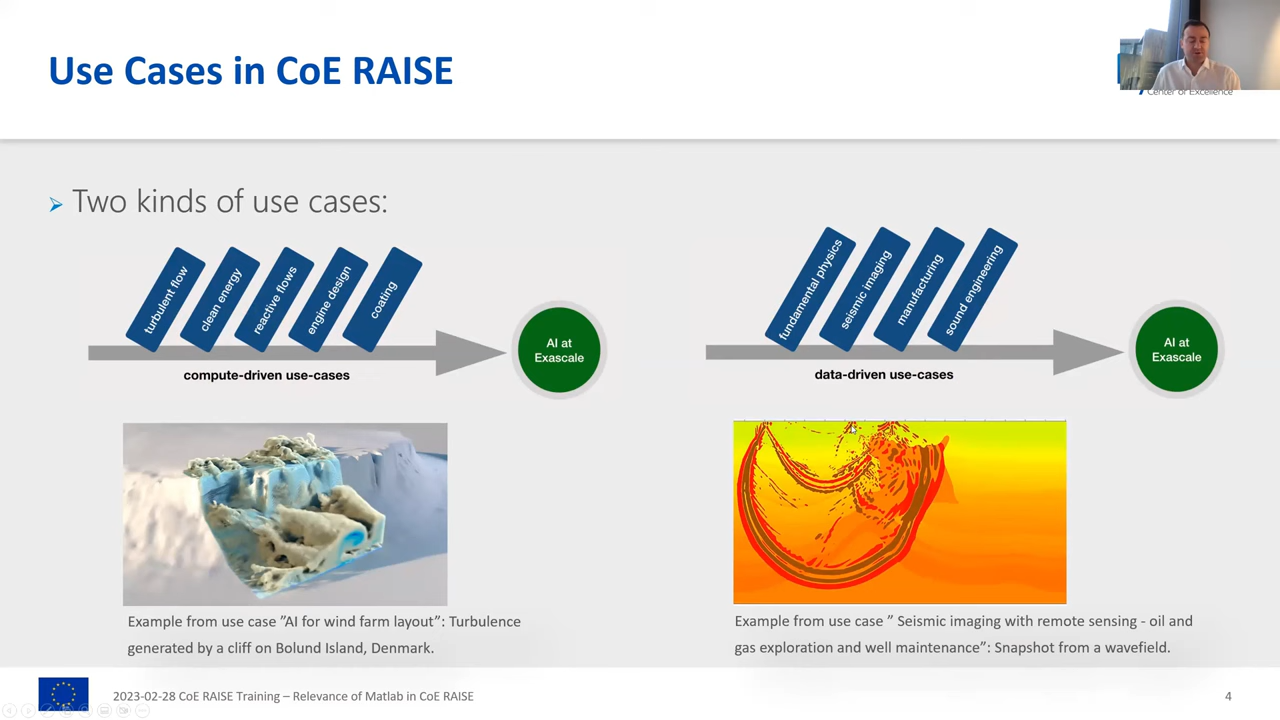 Use Cases in CoE RAISE
Center of Excellence
Two kinds of use cases:
turbulent flow
clean energy
reactive flows
engine design
coating
AI at
Exascale
compute-driven use-cases
fundamental physics
seismic imaging
manufacturing
sound engineering
AI at
Exascale
data-driven use-cases
Example from use case ”AI for wind farm layout”: Turbulence
generated by a cliff on Bolund Island, Denmark.
Example from use case ” Seismic imaging with remote sensing - oil and
gas exploration and well maintenance”: Snapshot from a wavefield.
2023-02-28 CoE RAISE Training – Relevance of Matlab in CoE RAISE
4